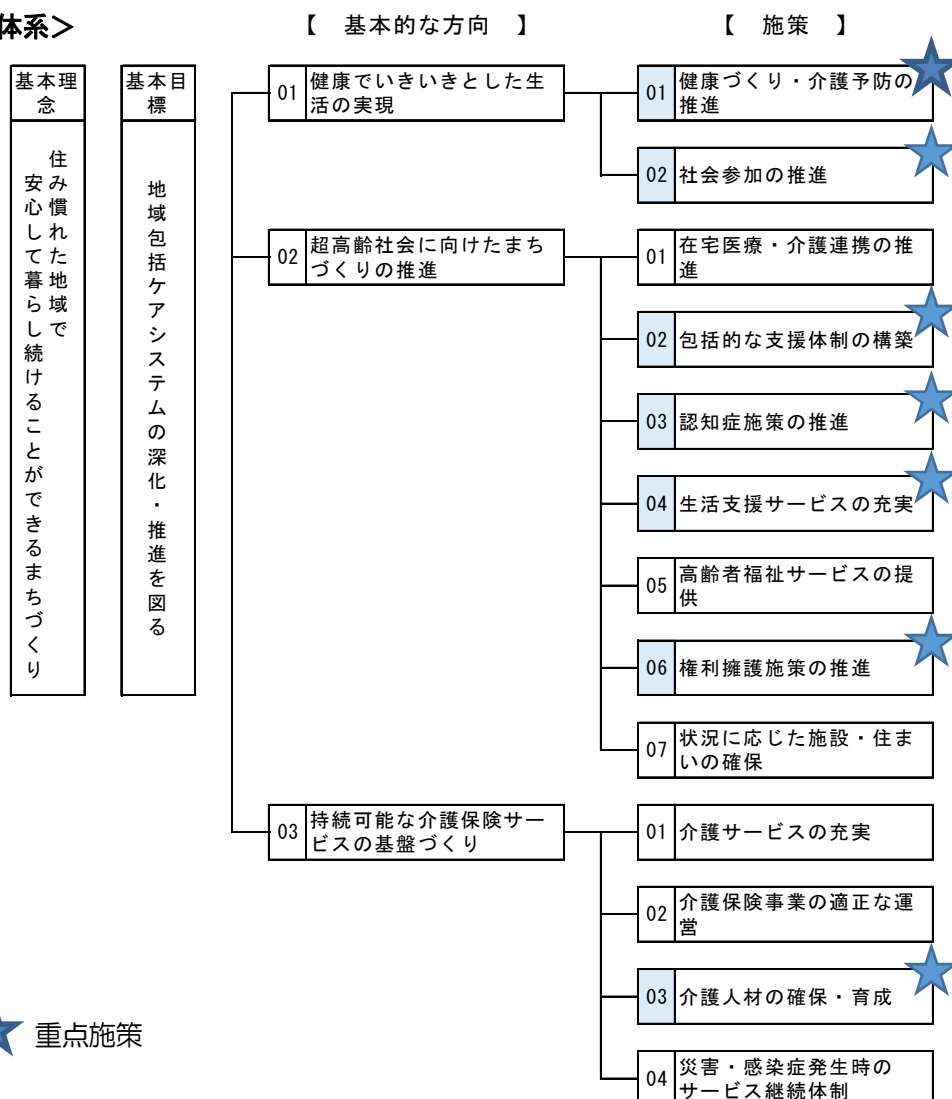 体系＞
【 基本的な方向 】
【 施策 】
基本理
念
住み慣れた地域で
安心して暮らし続けることができるまちづくり
基本目
標
地域包括ケアシステムの深化・推進を図る
01
健康でいきいきとした生
活の実現
01
健康づくり・介護予防の
推進
02
社会参加の推進
02
超高齢社会に向けたまち
づくりの推進
01
在宅医療・介護連携の推
進
02
包括的な支援体制の構築
03
認知症施策の推進
04
生活支援サービスの充実
05
高齢者福祉サービスの提
供
06
権利擁護施策の推進
07
状況に応じた施設・住ま
いの確保
03
持続可能な介護保険サー
ビスの基盤づくり
01
介護サービスの充実
02
介護保険事業の適正な運
営
03
介護人材の確保・育成
04
災害・感染症発生時の
サービス継続体制
重点施策